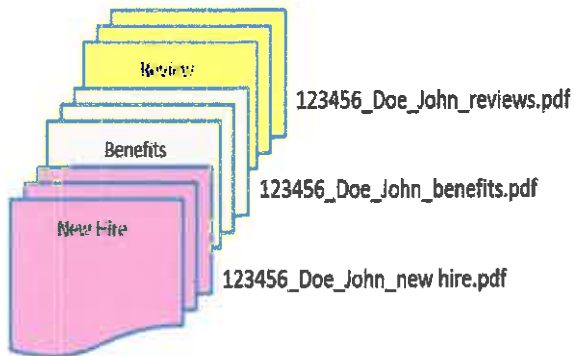 Review
123456_Doe_John_reviews.pdf
Benefits
123456_Doe_John_benefits.pdf
New Hire
123456_Doe_John_new hire.pdf